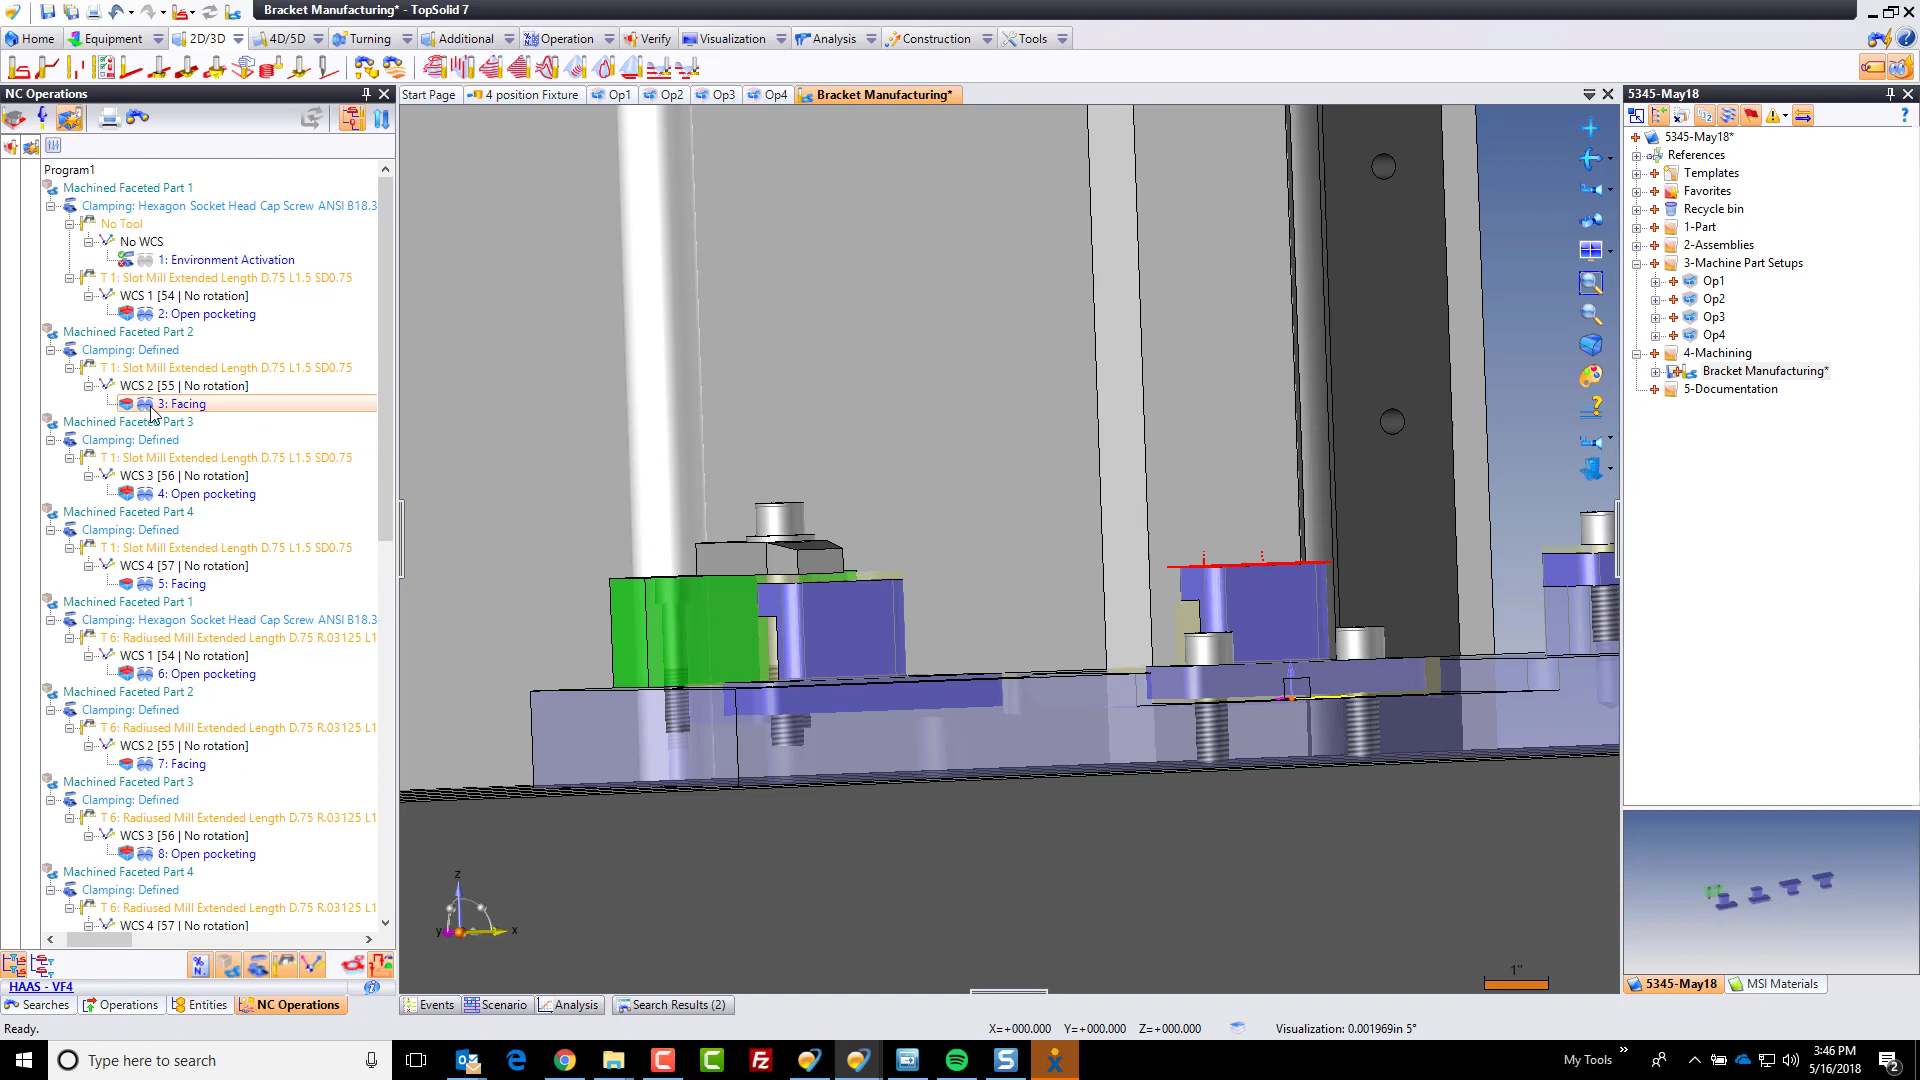 Bracket Manufacturing* - TopSolid 7
Home Equipment 2D/3D 4D/5D Turning Additional Operation Verify Visualization Analysis Construction Tools
NC Operations
Start Page 4 position Fixture Op1 Op2 Op3 Op4 Bracket Manufacturing*
5345-May18
Program1
Machined Faceted Part 1
Clamping: Hexagon Socket Head Cap Screw ANSI B18.3
No Tool
No WCS
1: Environment Activation
T 1: Slot Mill Extended Length D.75 L1.5 SD0.75
WCS 1 [54 | No rotation]
2: Open pocketing
Machined Faceted Part 2
Clamping: Defined
T 1: Slot Mill Extended Length D.75 L1.5 SD0.75
WCS 2 [55 | No rotation]
3: Facing
Machined Faceted Part 3
Clamping: Defined
T 1: Slot Mill Extended Length D.75 L1.5 SD0.75
WCS 3 [56 | No rotation]
4: Open pocketing
Machined Faceted Part 4
Clamping: Defined
T 1: Slot Mill Extended Length D.75 L1.5 SD0.75
WCS 4 [57 | No rotation]
5: Facing
Machined Faceted Part 1
Clamping: Hexagon Socket Head Cap Screw ANSI B18.3
T 6: Radiused Mill Extended Length D.75 R.03125 L1
WCS 1 [54 | No rotation]
6: Open pocketing
Machined Faceted Part 2
Clamping: Defined
T 6: Radiused Mill Extended Length D.75 R.03125 L1
WCS 2 [55 | No rotation]
7: Facing
Machined Faceted Part 3
Clamping: Defined
T 6: Radiused Mill Extended Length D.75 R.03125 L1
WCS 3 [56 | No rotation]
8: Open pocketing
Machined Faceted Part 4
Clamping: Defined
T 6: Radiused Mill Extended Length D.75 R.03125 L1
WCS 4 [57 | No rotation]
HAAS - VF4
Searches Operations Entities NC Operations
z
y x
1"
5345-May18*
References
Templates
Favorites
Recycle bin
1-Part
2-Assemblies
3-Machine Part Setups
Op1
Op2
Op3
Op4
4-Machining
Bracket Manufacturing*
5-Documentation
5345-May18 MSI Materials
Events Scenario Analysis Search Results (2)
Ready.
X=+000.000 Y=+000.000 Z=+000.000 Visualization: 0.001969in 5°
Type here to search
My Tools
3:46 PM
5/16/2018
2